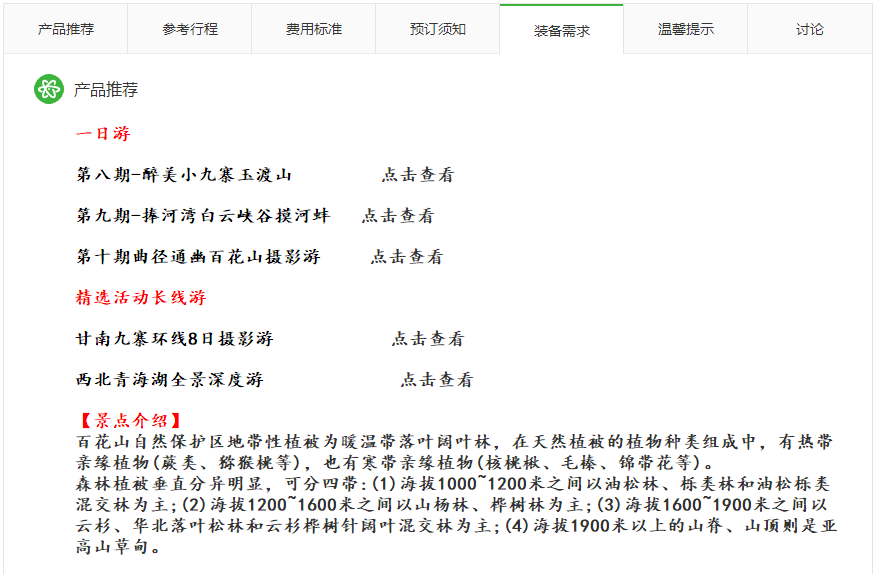 产品推荐 参考行程 费用标准 预订须知 装备需求 温馨提示 讨论
产品推荐
一日游
第八期-醉美小九寨玉渡山 点击查看
第九期-捧河湾白云峡谷摸河蚌 点击查看
第十期曲径通幽百花山摄影游 点击查看
精选活动长线游
甘南九寨环线8日摄影游 点击查看
西北青海湖全景深度游 点击查看
【景点介绍】
百花山自然保护区地带性植被为暖温带落叶阔叶林，在天然植被的植物种类组成中，有热带
亲缘植物(蕨类、猕猴桃等)，也有寒带亲缘植物(核桃楸、毛榛、锦带花等)。
森林植被垂直分异明显，可分四带:(1)海拔1000~1200米之间以油松林、栎类林和油松栎类
混交林为主;(2)海拔1200~1600米之间以山杨林、桦树林为主;(3)海拔1600~1900米之间以
云杉、华北落叶松林和云杉桦树针阔叶混交林为主;(4)海拔1900米以上的山脊、山顶则是亚
高山草甸。